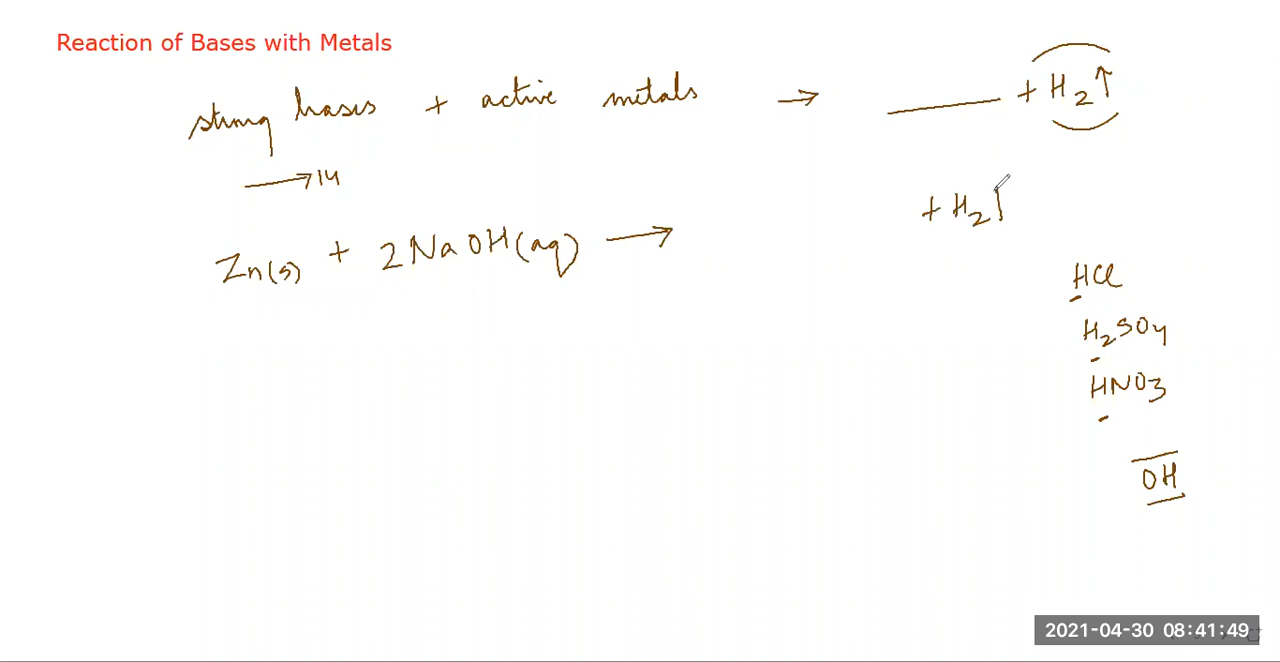 Reaction of Bases with Metals
strong bases + active metals → ______ + H2↑
→14
+ H2↑
Zn(s) + 2NaOH(aq) →
HCl
H2SO4
HNO3
OH
2021-04-30 08:41:49